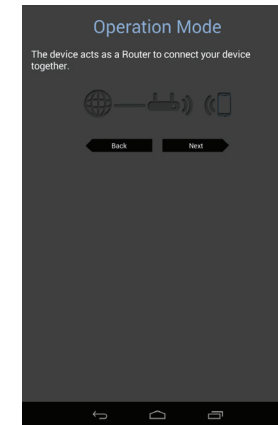 Operation Mode
The device acts as a Router to connect your device
together.
Back
Next